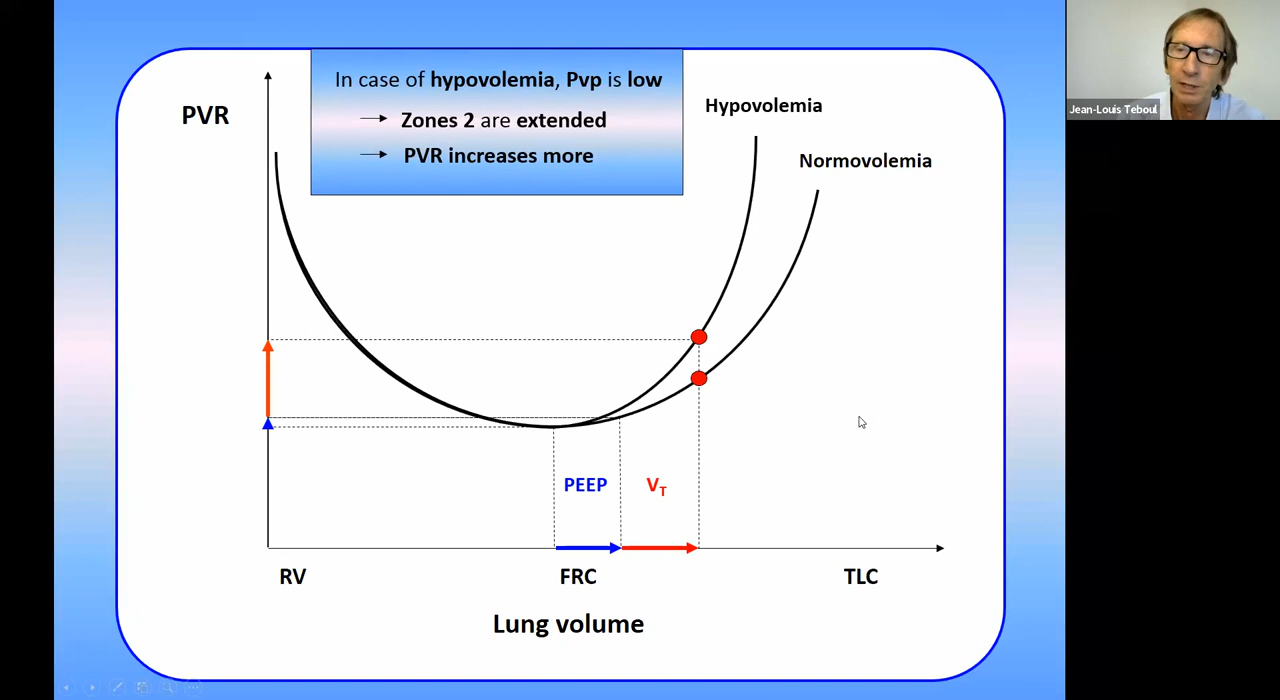 In case of hypovolemia, Pvp is low
→ Zones 2 are extended
→ PVR increases more
PVR
Hypovolemia
Normovolemia
PEEP
VT
RV
FRC
TLC
Lung volume
Jean-Louis Teboul